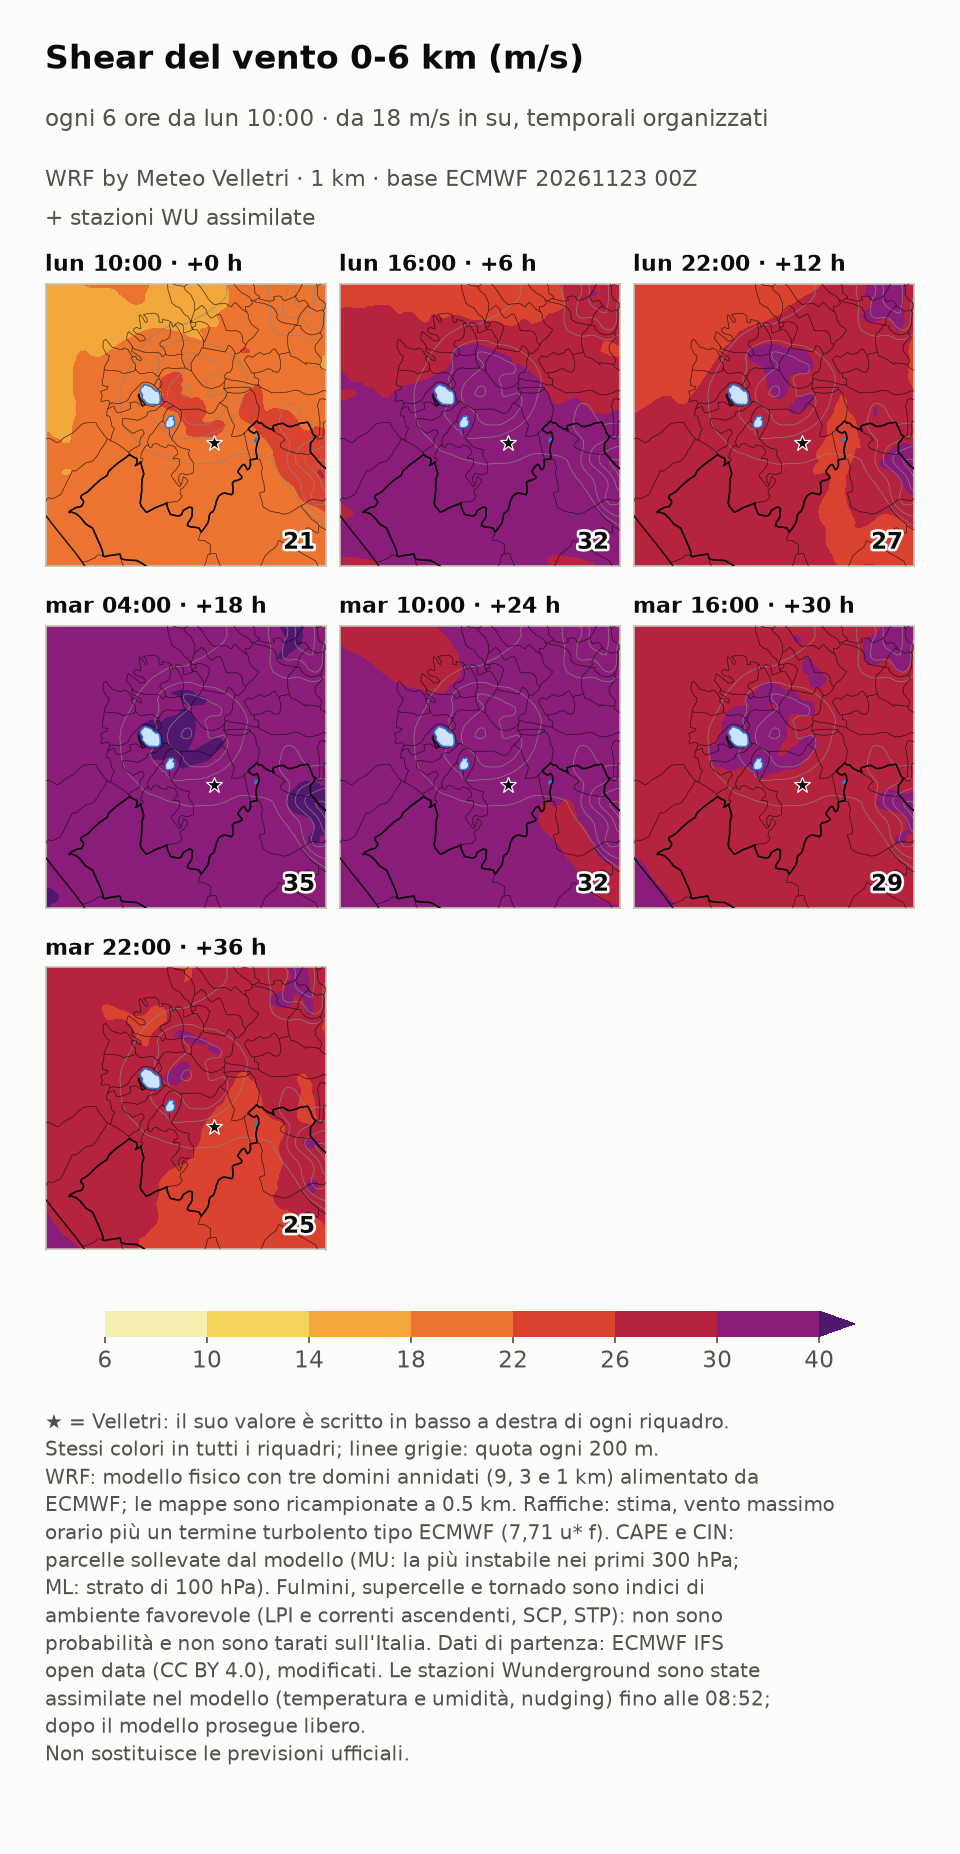 Shear del vento 0-6 km (m/s)
ogni 6 ore da lun 10:00 · da 18 m/s in su, temporali organizzati
WRF by Meteo Velletri · 1 km · base ECMWF 20261123 00Z
+ stazioni WU assimilate
lun 10:00 · +0 h
lun 16:00 · +6 h
lun 22:00 · +12 h
21
32
27
mar 04:00 · +18 h
mar 10:00 · +24 h
mar 16:00 · +30 h
35
32
29
mar 22:00 · +36 h
25
6
10
14
18
22
26
30
40
★ = Velletri: il suo valore è scritto in basso a destra di ogni riquadro.
Stessi colori in tutti i riquadri; linee grigie: quota ogni 200 m.
WRF: modello fisico con tre domini annidati (9, 3 e 1 km) alimentato da
ECMWF; le mappe sono ricampionate a 0.5 km. Raffiche: stima, vento massimo
orario più un termine turbolento tipo ECMWF (7,71 u* f). CAPE e CIN:
parcelle sollevate dal modello (MU: la più instabile nei primi 300 hPa;
ML: strato di 100 hPa). Fulmini, supercelle e tornado sono indici di
ambiente favorevole (LPI e correnti ascendenti, SCP, STP): non sono
probabilità e non sono tarati sull'Italia. Dati di partenza: ECMWF IFS
open data (CC BY 4.0), modificati. Le stazioni Wunderground sono state
assimilate nel modello (temperatura e umidità, nudging) fino alle 08:52;
dopo il modello prosegue libero.
Non sostituisce le previsioni ufficiali.